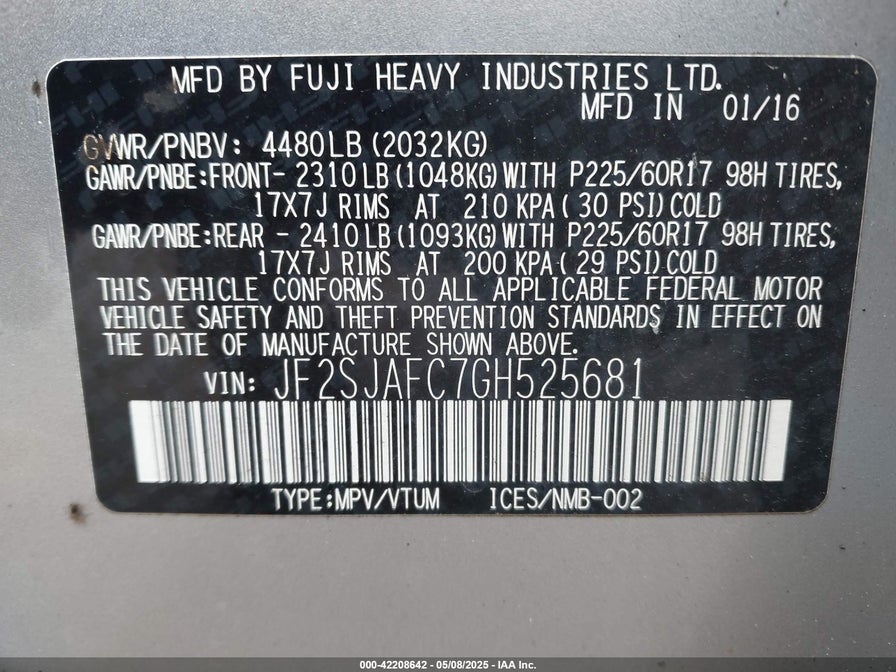 MFD BY FUJI HEAVY INDUSTRIES LTD.
MFD IN 01/16
GVWR/PNBV: 4480LB (2032KG)
GAWR/PNBE:FRONT- 2310LB (1048KG) WITH P225/60R17 98H TIRES,
17X7J RIMS AT 210 KPA ( 30 PSI) COLD
GAWR/PNBE:REAR - 2410LB (1093KG) WITH P225/60R17 98H TIRES,
17X7J RIMS AT 200 KPA ( 29 PSI) COLD
THIS VEHICLE CONFORMS TO ALL APPLICABLE FEDERAL MOTOR
VEHICLE SAFETY AND THEFT PREVENTION STANDARDS IN EFFECT ON
THE DATE OF MANUFACTURE SHOWN ABOVE.
VIN: JF2SJAFC7GH525681
TYPE:MPV/VTUM ICES/NMB-002
000-42208642 - 05/08/2025 - IAA Inc.